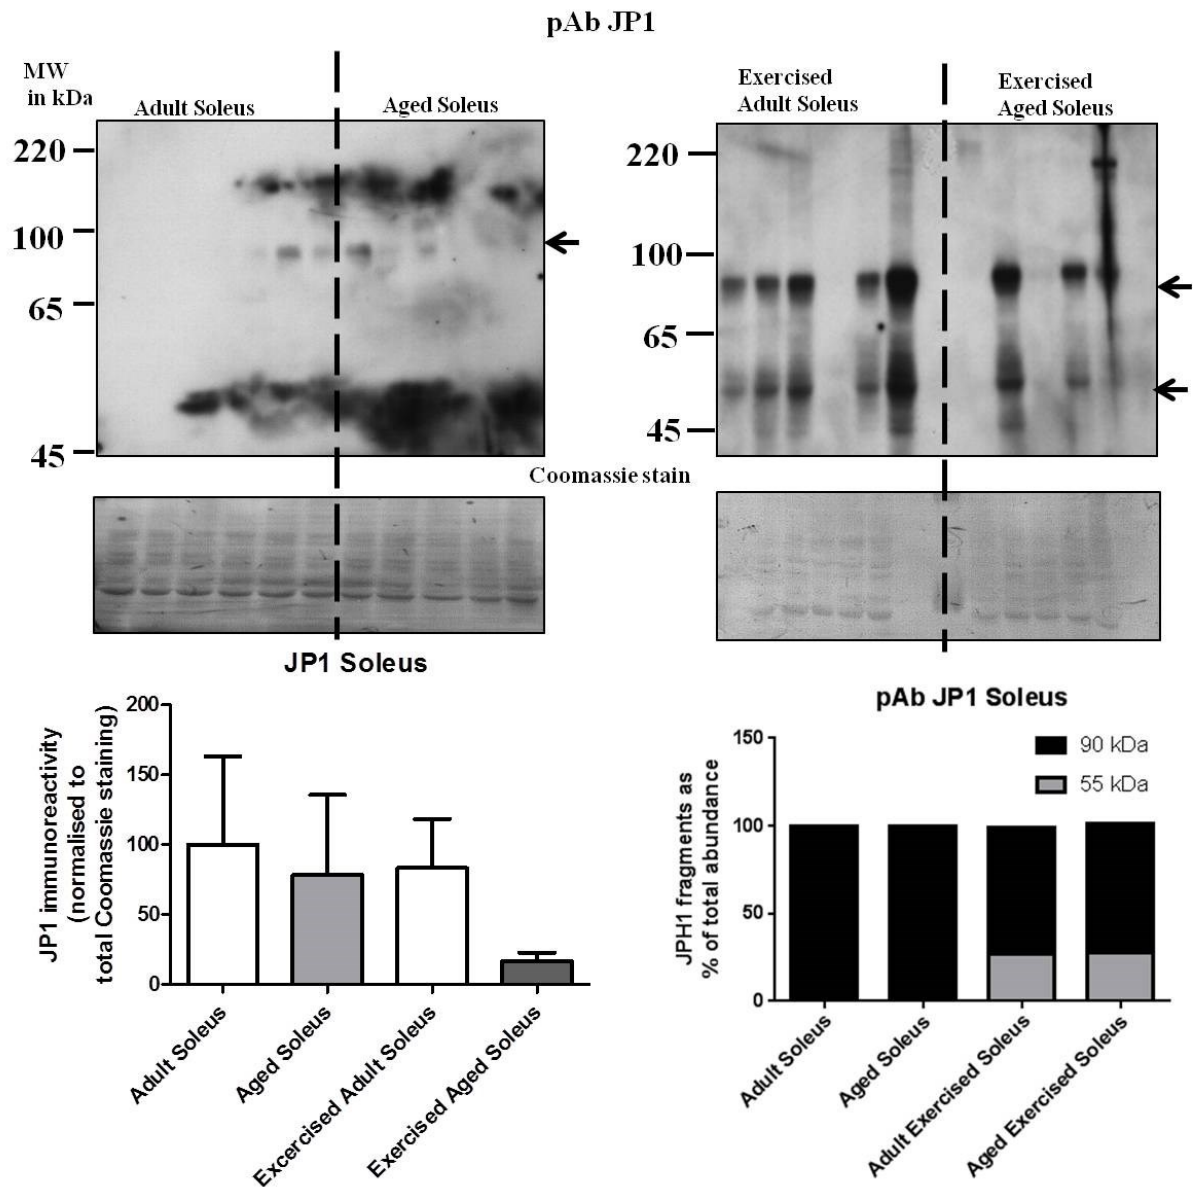 pAb JP1
MW
in kDa
Adult Soleus
Aged Soleus
220
100
65
45
Exercised
Adult Soleus
Exercised
Aged Soleus
220
100
65
45
Coomassie stain
JP1 Soleus
JP1 immunoreactivity
(normalised to
total Coomassie staining)
200
150
100
50
0
Adult Soleus
Aged Soleus
Excercised Adult Soleus
Exercised Aged Soleus
pAb JP1 Soleus
JPH1 fragments as
% of total abundance
150
100
50
0
90 kDa
55 kDa
Adult Soleus
Aged Soleus
Adult Exercised Soleus
Aged Exercised Soleus